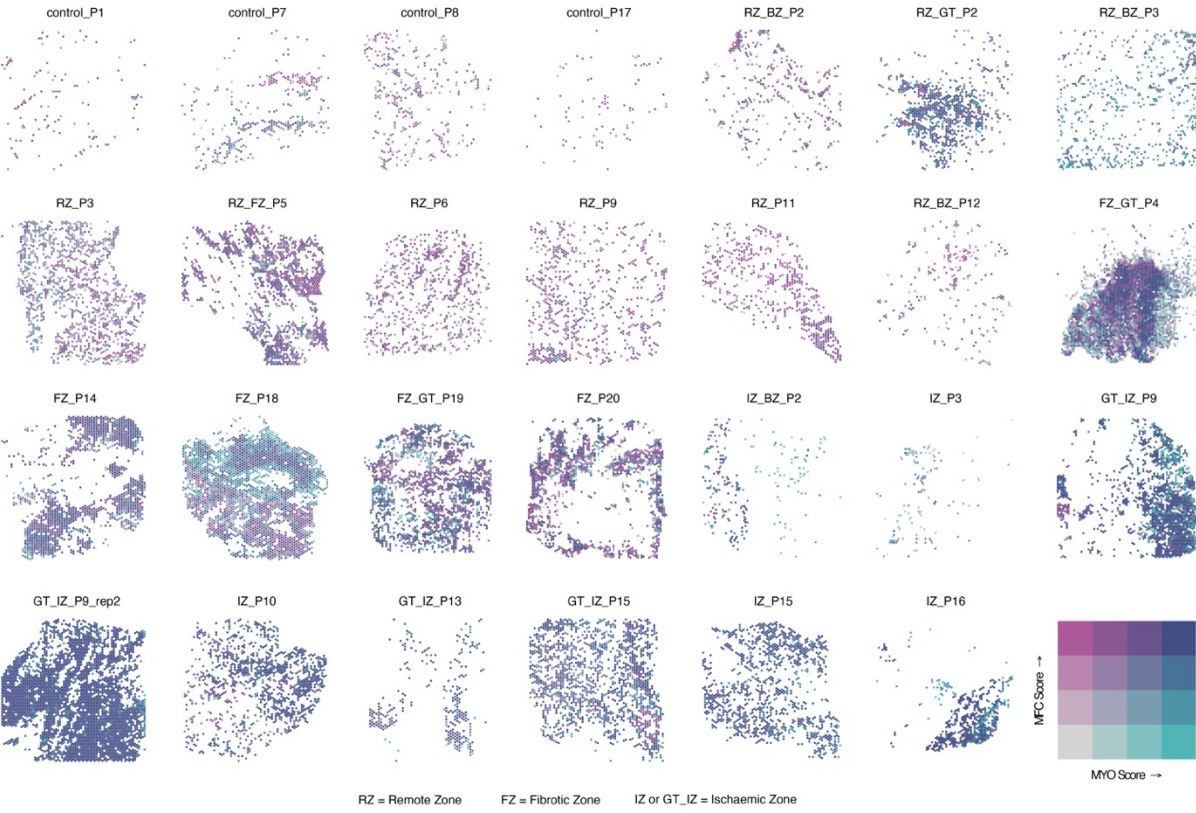 control_P1 control_P7 control_P8 control_P17 RZ_BZ_P2 RZ_GT_P2 RZ_BZ_P3
RZ_P3 RZ_FZ_P5 RZ_P6 RZ_P9 RZ_P11 RZ_BZ_P12 FZ_GT_P4
FZ_P14 FZ_P18 FZ_GT_P19 FZ_P20 IZ_BZ_P2 IZ_P3 GT_IZ_P9
GT_IZ_P9_rep2 IZ_P10 GT_IZ_P13 GT_IZ_P15 IZ_P15 IZ_P16
MFC Score →
MYO Score →
RZ = Remote Zone FZ = Fibrotic Zone IZ or GT_IZ = Ischaemic Zone